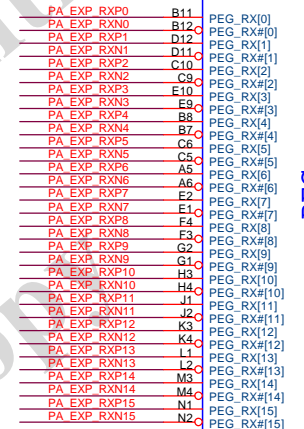 PA_EXP_RXP0 B11 PEG_RX[0]
PA_EXP_RXN0 B12 PEG_RX#[0]
PA_EXP_RXP1 D12 PEG_RX[1]
PA_EXP_RXN1 D11 PEG_RX#[1]
PA_EXP_RXP2 C10 PEG_RX[2]
PA_EXP_RXN2 C9 PEG_RX#[2]
PA_EXP_RXP3 E10 PEG_RX[3]
PA_EXP_RXN3 E9 PEG_RX#[3]
PA_EXP_RXP4 B8 PEG_RX[4]
PA_EXP_RXN4 B7 PEG_RX#[4]
PA_EXP_RXP5 C6 PEG_RX[5]
PA_EXP_RXN5 C5 PEG_RX#[5]
PA_EXP_RXP6 A5 PEG_RX[6]
PA_EXP_RXN6 A6 PEG_RX#[6]
PA_EXP_RXP7 E2 PEG_RX[7]
PA_EXP_RXN7 E1 PEG_RX#[7]
PA_EXP_RXP8 F4 PEG_RX[8]
PA_EXP_RXN8 F3 PEG_RX#[8]
PA_EXP_RXP9 G2 PEG_RX[9]
PA_EXP_RXN9 G1 PEG_RX#[9]
PA_EXP_RXP10 H3 PEG_RX[10]
PA_EXP_RXN10 H4 PEG_RX#[10]
PA_EXP_RXP11 J1 PEG_RX[11]
PA_EXP_RXN11 J2 PEG_RX#[11]
PA_EXP_RXP12 K3 PEG_RX[12]
PA_EXP_RXN12 K4 PEG_RX#[12]
PA_EXP_RXP13 L1 PEG_RX[13]
PA_EXP_RXN13 L2 PEG_RX#[13]
PA_EXP_RXP14 M3 PEG_RX[14]
PA_EXP_RXN14 M4 PEG_RX#[14]
PA_EXP_RXP15 N1 PEG_RX[15]
PA_EXP_RXN15 N2 PEG_RX#[15]